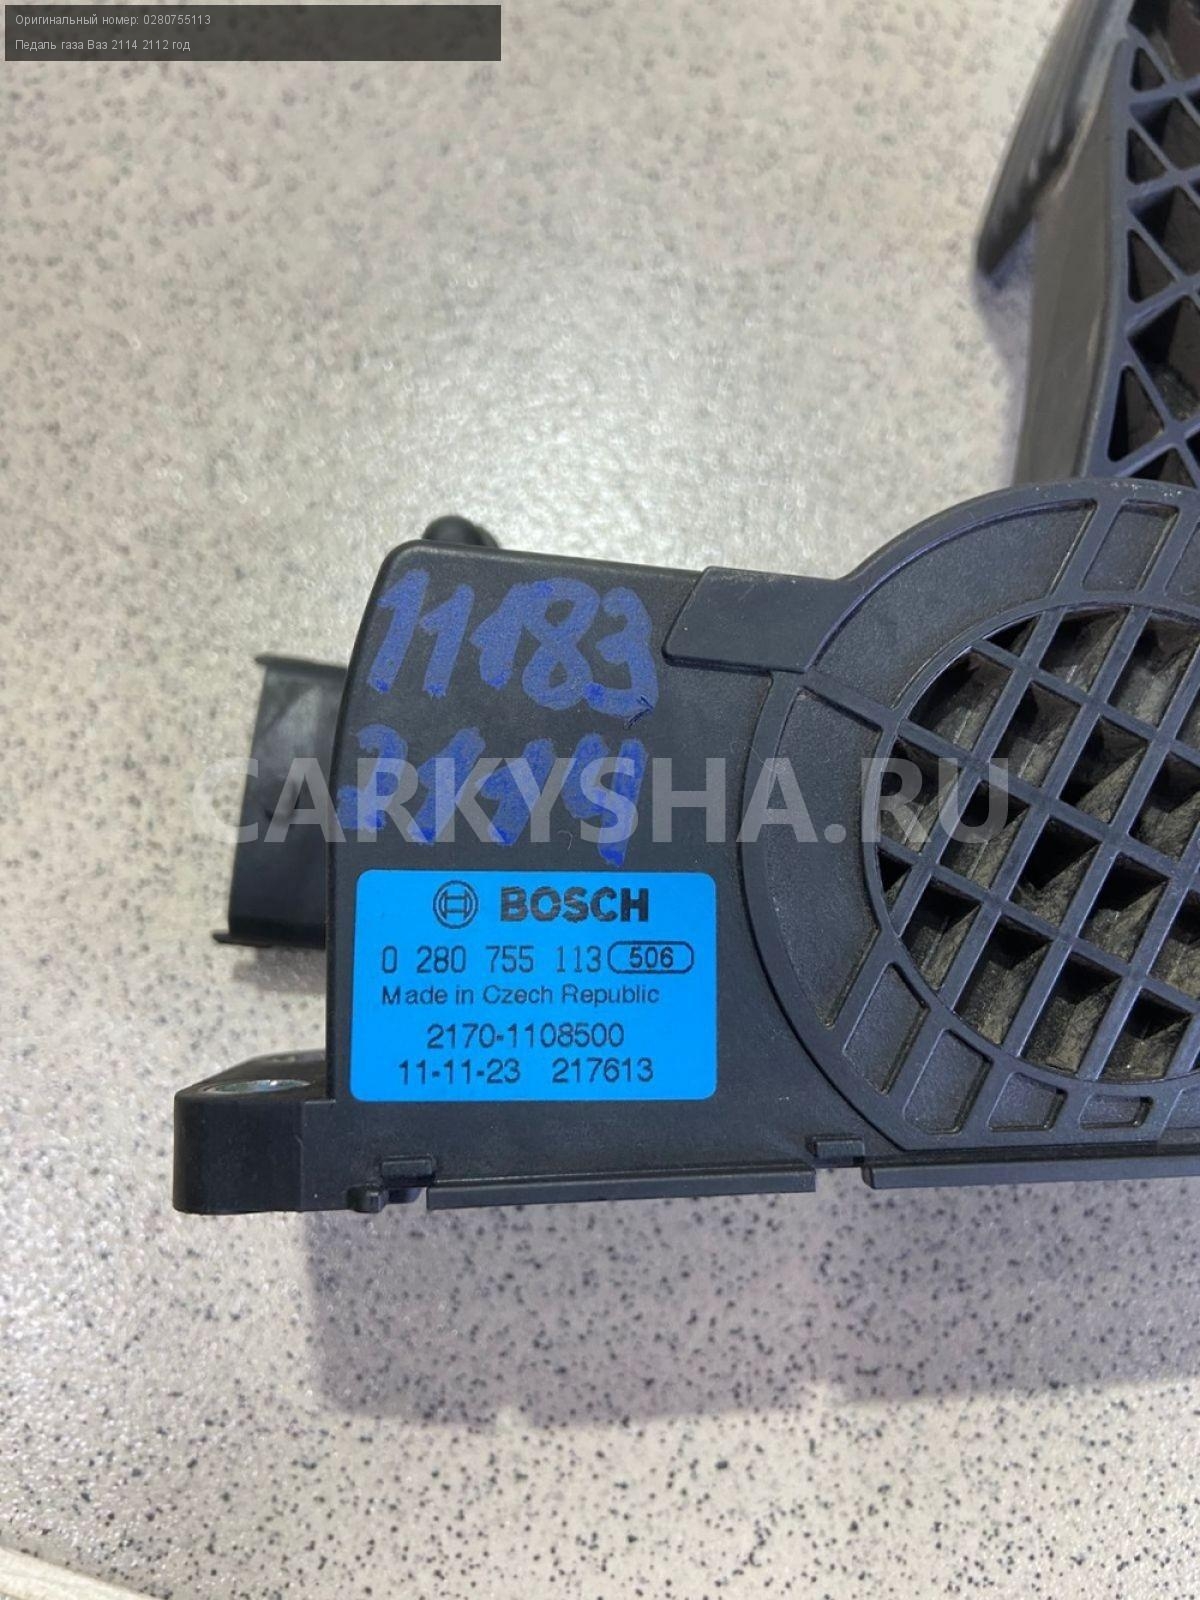 Оригинальный номер: 0280755113
Педаль газа Ваз 2114 2112 год
11183
2114
CARKYSHA.RU
BOSCH
0 280 755 113 506
Made in Czech Republic
2170-1108500
11-11-23 217613